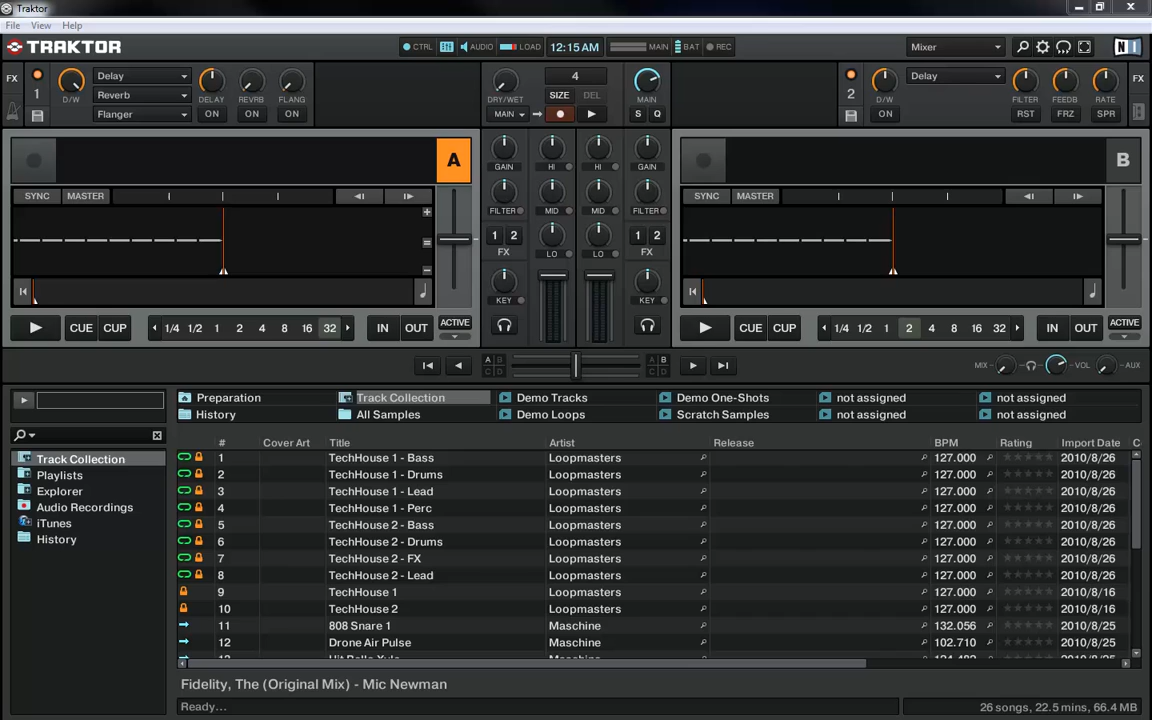 Traktor
File View Help
TRAKTOR CTRL AUDIO LOAD 12:15AM MAIN BAT REC Mixer
FX 1 D/W Delay Reverb Flanger DELAY REVRB FLANG ON ON ON
DRY/WET 4 SIZE DEL MAIN MAIN S Q
2 D/W ON Delay FILTER FEEDB RATE RST FRZ SPR FX
A
SYNC MASTER
CUE CUP 1/4 1/2 1 2 4 8 16 32 IN OUT ACTIVE
GAIN HI HI GAIN
FILTER MID MID FILTER
1 2 LO LO 1 2
FX FX
KEY KEY
B
SYNC MASTER
CUE CUP 1/4 1/2 1 2 4 8 16 32 IN OUT ACTIVE
A B C D A B C D MIX VOL AUX
Preparation Track Collection Demo Tracks Demo One-Shots not assigned not assigned
History All Samples Demo Loops Scratch Samples not assigned not assigned
Track Collection
Playlists
Explorer
Audio Recordings
iTunes
History
# Cover Art Title Artist Release BPM Rating Import Date C
1 TechHouse 1 - Bass Loopmasters 127.000 2010/8/26
2 TechHouse 1 - Drums Loopmasters 127.000 2010/8/26
3 TechHouse 1 - Lead Loopmasters 127.000 2010/8/26
4 TechHouse 1 - Perc Loopmasters 127.000 2010/8/26
5 TechHouse 2 - Bass Loopmasters 127.000 2010/8/26
6 TechHouse 2 - Drums Loopmasters 127.000 2010/8/26
7 TechHouse 2 - FX Loopmasters 127.000 2010/8/26
8 TechHouse 2 - Lead Loopmasters 127.000 2010/8/26
9 TechHouse 1 Loopmasters 127.000 2010/8/16
10 TechHouse 2 Loopmasters 127.000 2010/8/16
11 808 Snare 1 Maschine 132.056 2010/8/25
12 Drone Air Pulse Maschine 102.710 2010/8/25
Fidelity, The (Original Mix) - Mic Newman
Ready... 26 songs, 22.5 mins, 66.4 MB